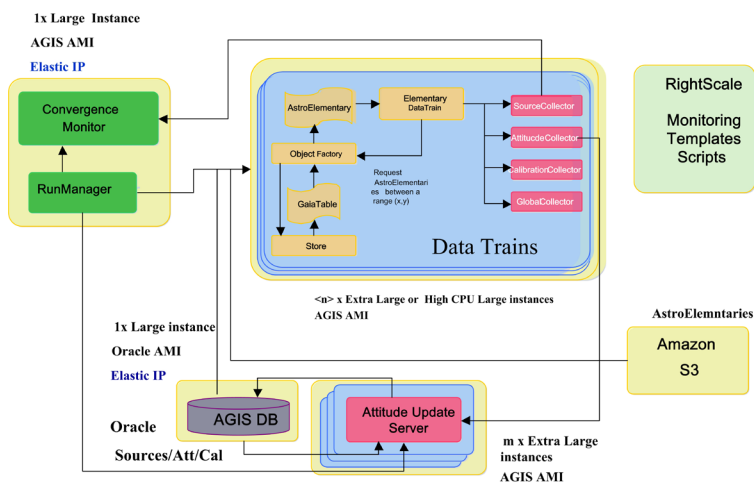 1x Large Instance
AGIS AMI
Elastic IP
Convergence
Monitor
RunManager
AstroElementary
Elementary
DataTrain
Object Factory
GaiaTable
Store
Request
AstroElementari
es between a
range (x,y)
SourceCollector
AttitucdeCollector
CalibrationCollector
GlobalCollector
Data Trains
RightScale
Monitoring
Templates
Scripts
<n> x Extra Large or High CPU Large instances
AGIS AMI
1x Large instance
Oracle AMI
Elastic IP
AstroElemntaries
Amazon
S3
AGIS DB
Oracle
Sources/Att/Cal
Attitude Update
Server
m x Extra Large
instances
AGIS AMI